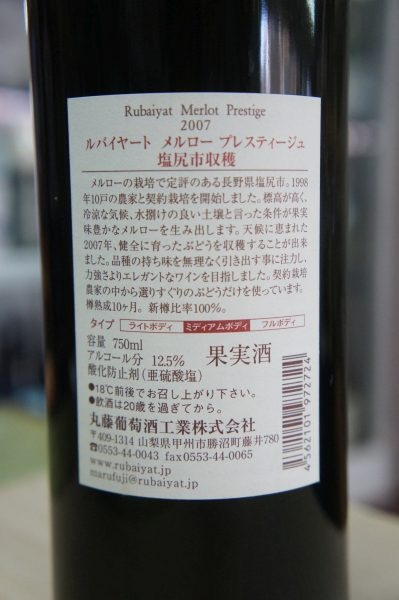 Rubaiyat Merlot Prestige
2007
ルバイヤート メルロー プレスティージュ
塩尻市収穫
メルローの栽培で定評のある長野県塩尻市。1998
年10戸の農家と契約栽培を開始しました。標高が高く、
冷涼な気候、水捌けの良い土壌と言った条件が果実
味豊かなメルローを生み出します。天候に恵まれた
2007年、健全に育ったぶどうを収穫することが出来
ました。品種の持ち味を無理なく引き出す事に注力し、
力強さよりエレガントなワインを目指しました。契約栽培
農家の中から選りすぐりのぶどうだけを使っています。
樽熟成10ヶ月。 新樽比率100%。
タイプ ライトボディ ミディアムボディ フルボディ
容量 750ml
アルコール分 12.5% 果実酒
酸化防止剤(亜硫酸塩)
●18℃前後でお召し上がり下さい。
●飲酒は20歳を過ぎてから。
丸藤葡萄酒工業株式会社
〒409-1314 山梨県甲州市勝沼町藤井780
☎0553-44-0043 fax0553-44-0065
www.rubaiyat.jp
marufuji@rubaiyat.jp
4562101972724